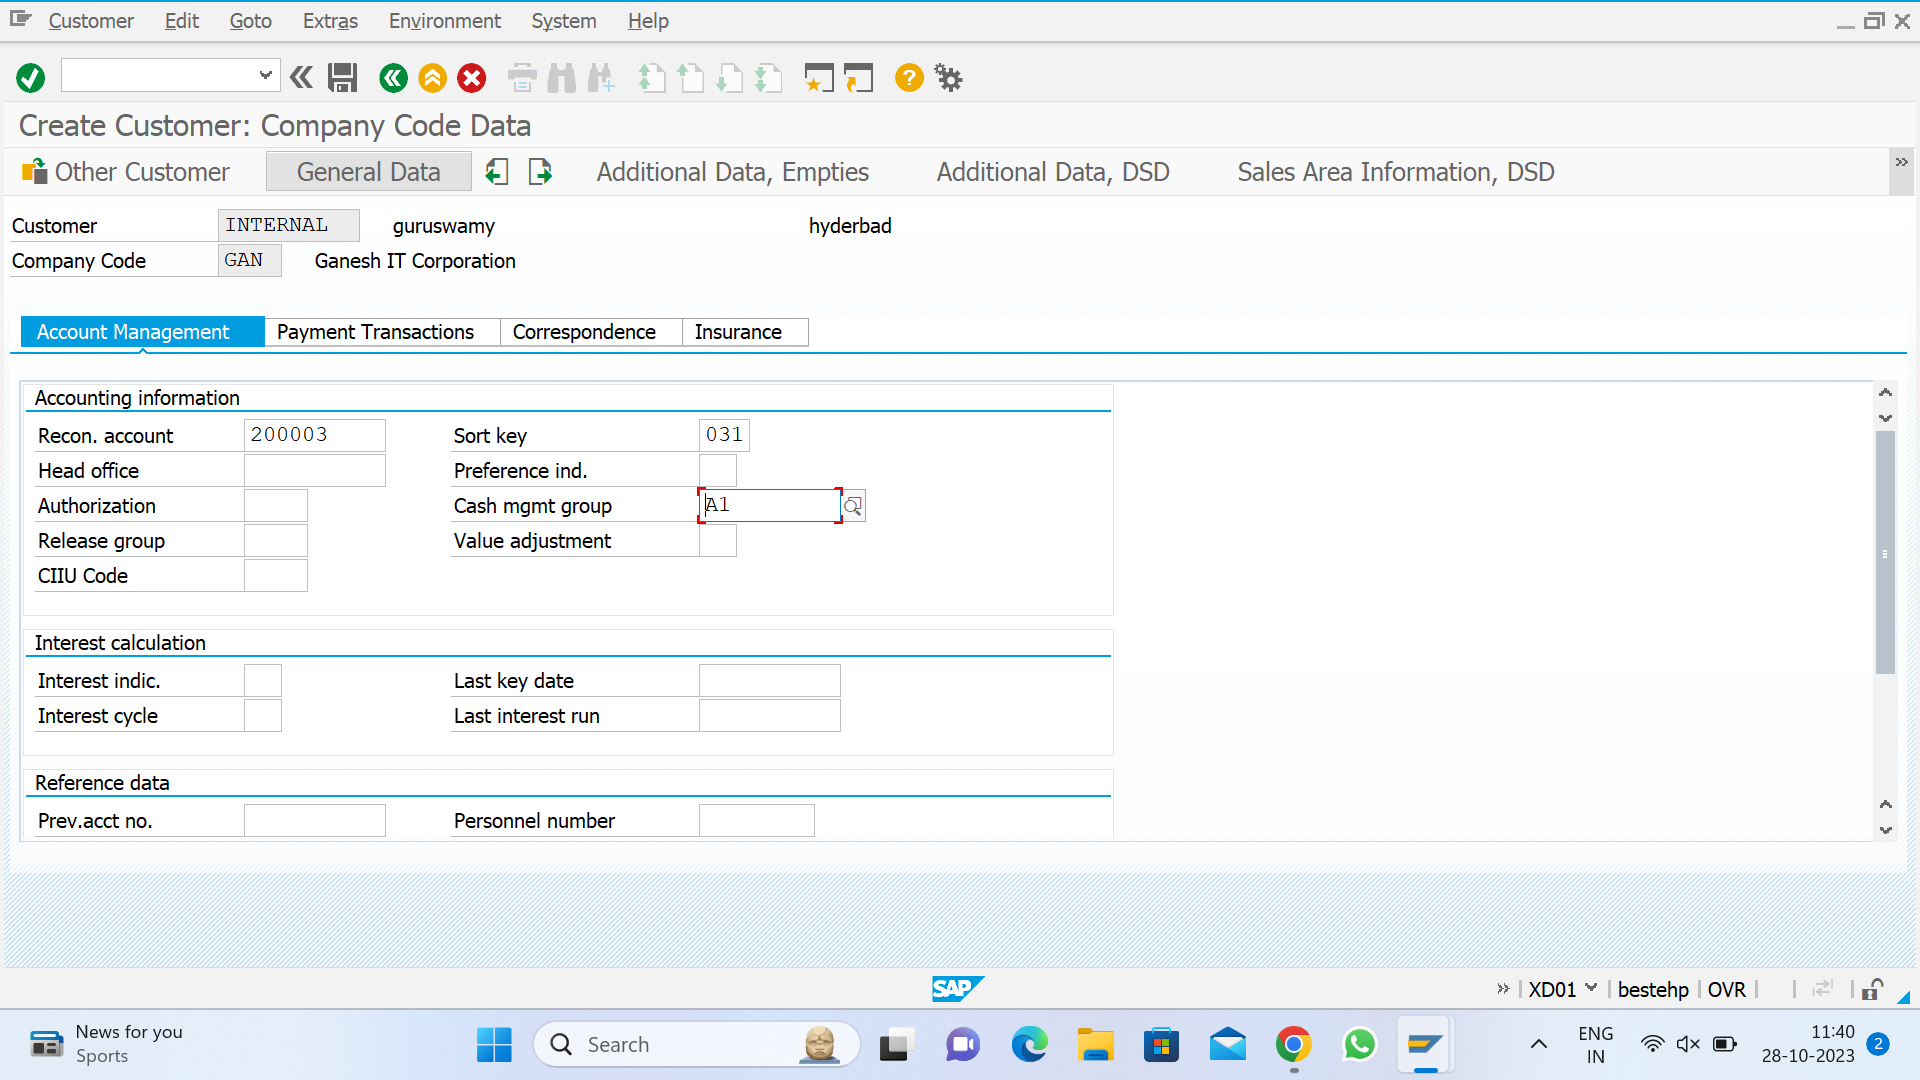 Customer Edit Goto Extras Environment System Help
Create Customer: Company Code Data
Other Customer General Data Additional Data, Empties Additional Data, DSD Sales Area Information, DSD
Customer INTERNAL guruswamy hyderbad
Company Code GAN Ganesh IT Corporation
Account Management Payment Transactions Correspondence Insurance
Accounting information
Recon. account 200003 Sort key 031
Head office Preference ind.
Authorization Cash mgmt group A1
Release group Value adjustment
CIIU Code
Interest calculation
Interest indic. Last key date
Interest cycle Last interest run
Reference data
Prev.acct no. Personnel number
SAP XD01 bestehp OVR
News for you
Sports
Search
ENG
IN
11:40
28-10-2023
2